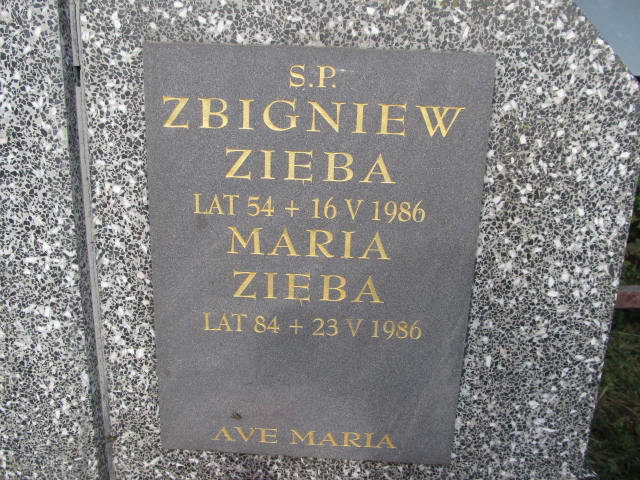 S.P.
ZBIGNIEW
ZIĘBA
LAT 54 + 16 V 1986
MARIA
ZIĘBA
LAT 84 + 23 V 1986
AVE MARIA